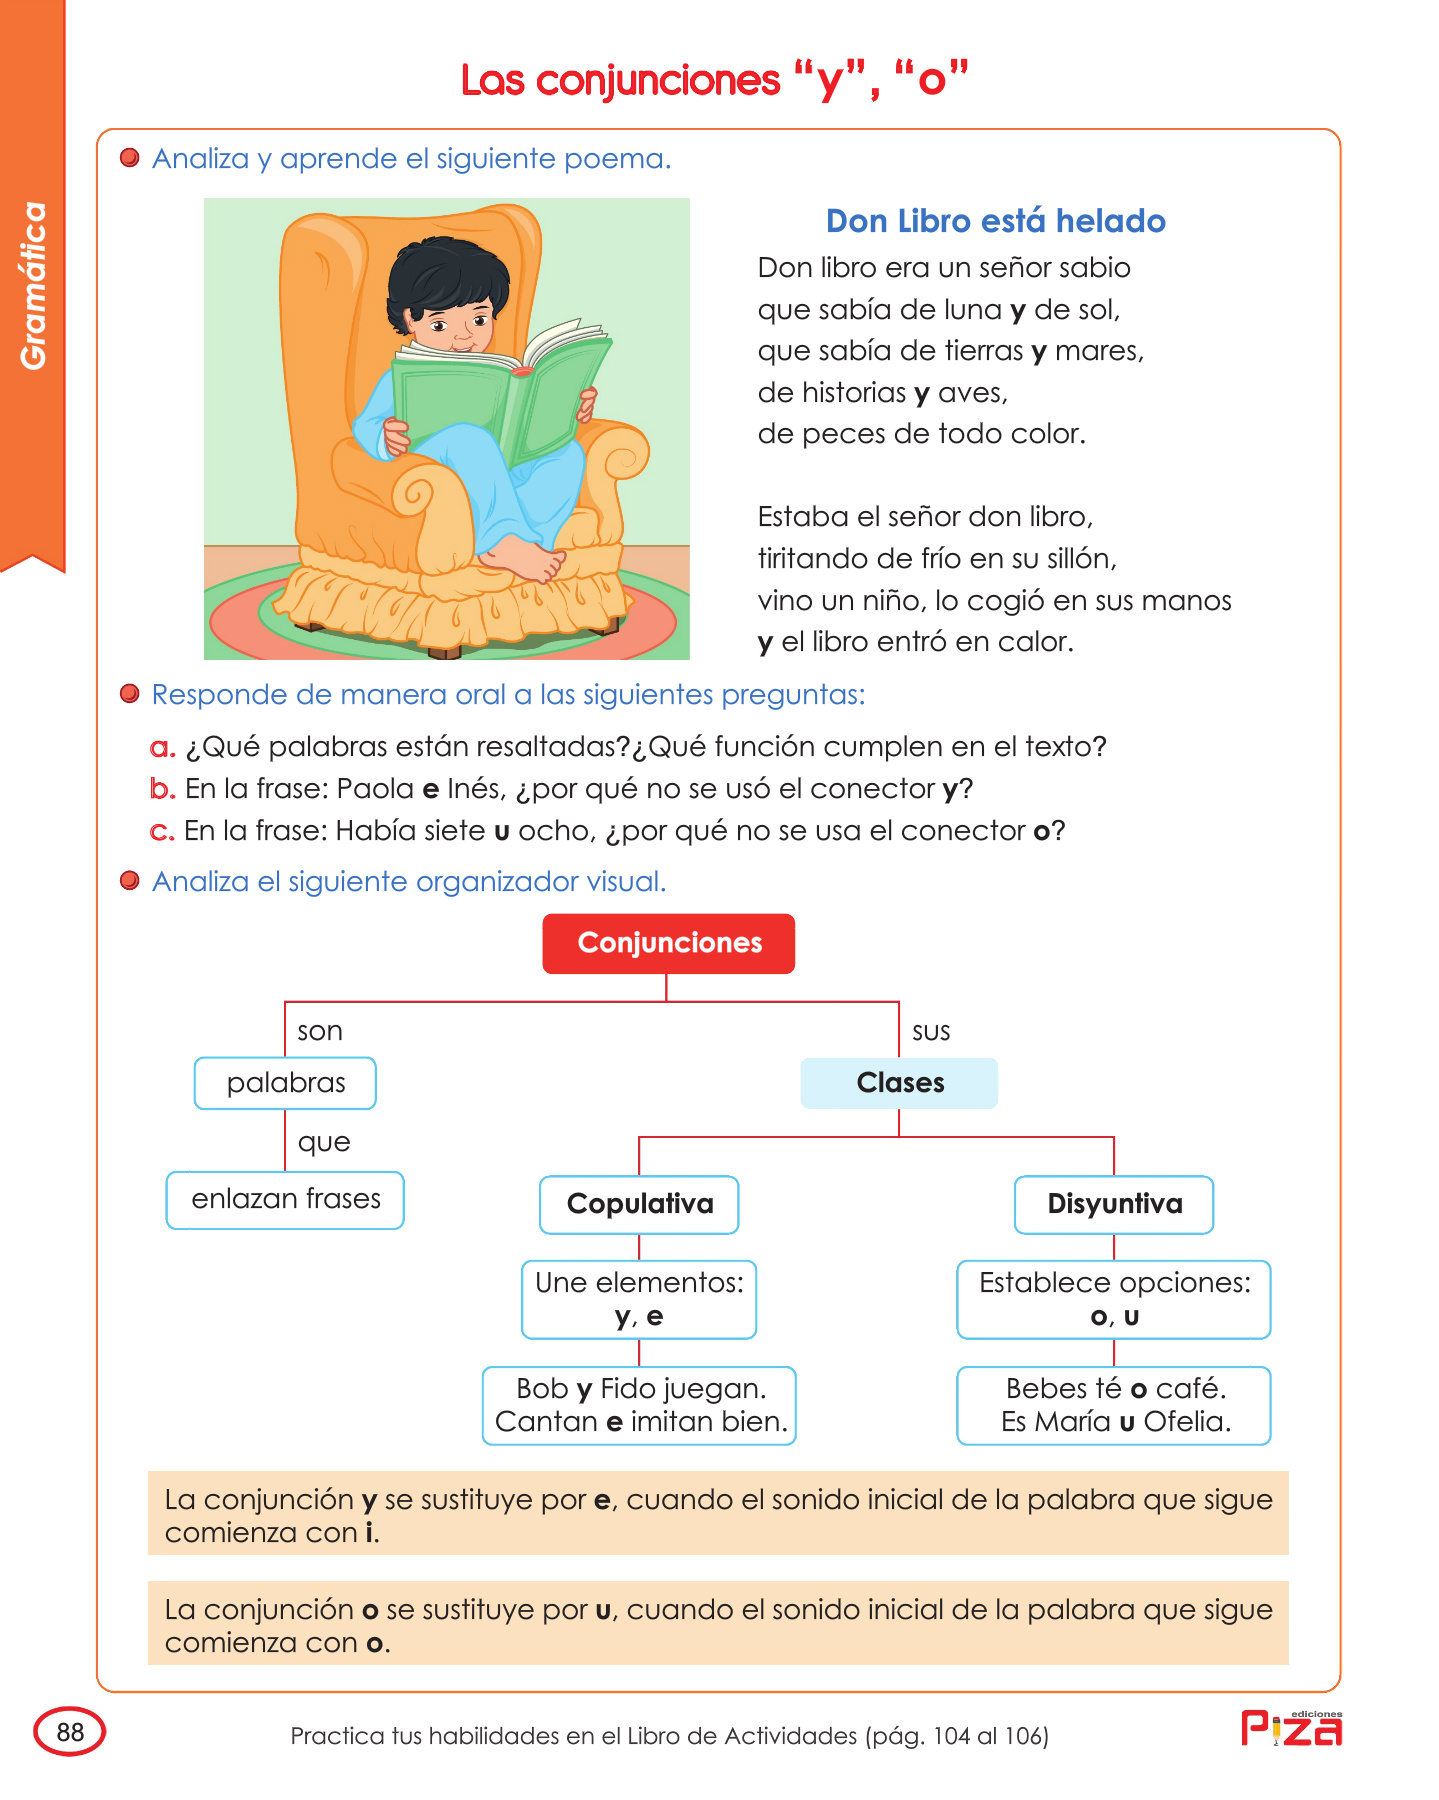 Gramática
Las conjunciones “y”, “o”
Analiza y aprende el siguiente poema.
Don Libro está helado
Don libro era un señor sabio
que sabía de luna y de sol,
que sabía de tierras y mares,
de historias y aves,
de peces de todo color.
Estaba el señor don libro,
tiritando de frío en su sillón,
vino un niño, lo cogió en sus manos
y el libro entró en calor.
Responde de manera oral a las siguientes preguntas:
a. ¿Qué palabras están resaltadas?¿Qué función cumplen en el texto?
b. En la frase: Paola e Inés, ¿por qué no se usó el conector y?
c. En la frase: Había siete u ocho, ¿por qué no se usa el conector o?
Analiza el siguiente organizador visual.
Conjunciones
son
sus
palabras
Clases
que
enlazan frases
Copulativa
Disyuntiva
Une elementos:
y, e
Establece opciones:
o, u
Bob y Fido juegan.
Cantan e imitan bien.
Bebes té o café.
Es María u Ofelia.
La conjunción y se sustituye por e, cuando el sonido inicial de la palabra que sigue
comienza con i.
La conjunción o se sustituye por u, cuando el sonido inicial de la palabra que sigue
comienza con o.
88
Practica tus habilidades en el Libro de Actividades (pág. 104 al 106)
ediciones
Piza